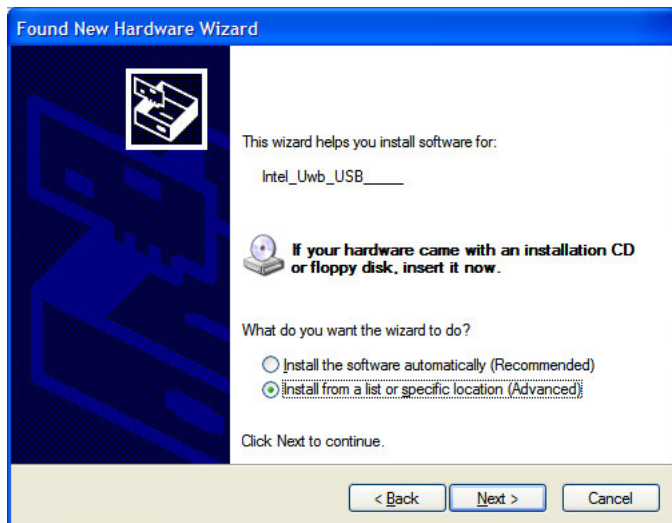 Found New Hardware Wizard
This wizard helps you install software for:
Intel_Uwb_USB_____
If your hardware came with an installation CD
or floppy disk, insert it now.
What do you want the wizard to do?
Install the software automatically (Recommended)
Install from a list or specific location (Advanced)
Click Next to continue.
< Back Next > Cancel